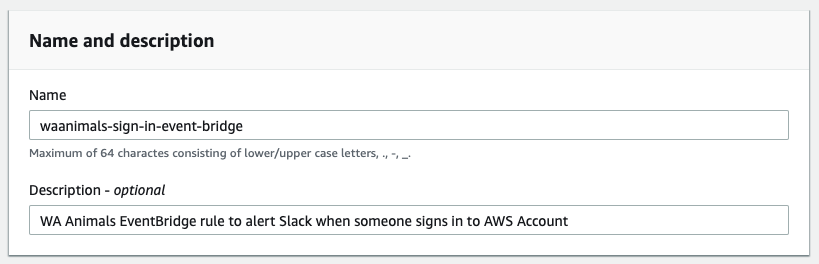 Name and description
Name
waanimals-sign-in-event-bridge
Maximum of 64 charactes consisting of lower/upper case letters, ., -, _.
Description - optional
WA Animals EventBridge rule to alert Slack when someone signs in to AWS Account